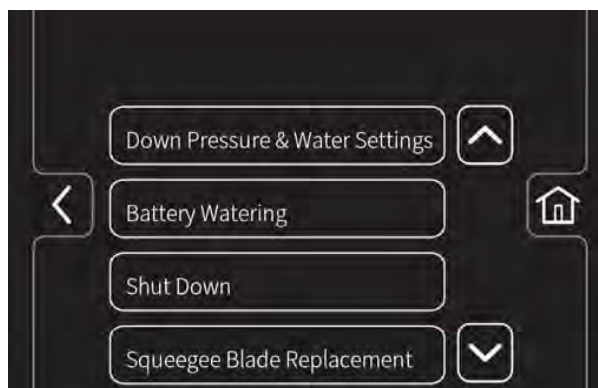 Down Pressure & Water Settings
Battery Watering
Shut Down
Squeegee Blade Replacement